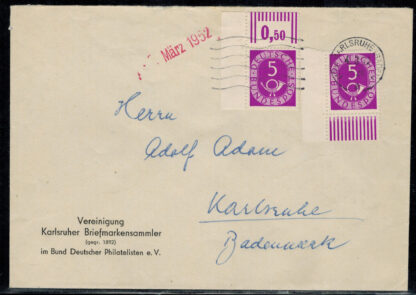 März 1952
0,50
DEUTSCHE
5
BUNDESPOST
DEUTSCHE
5
BUNDESPOST
KARLSRUHE
Herrn
Adolf Adam
Karlsruhe
Badenwerk
Vereinigung
Karlsruher Briefmarkensammler
(gegr. 1892)
im Bund Deutscher Philatelisten e. V.